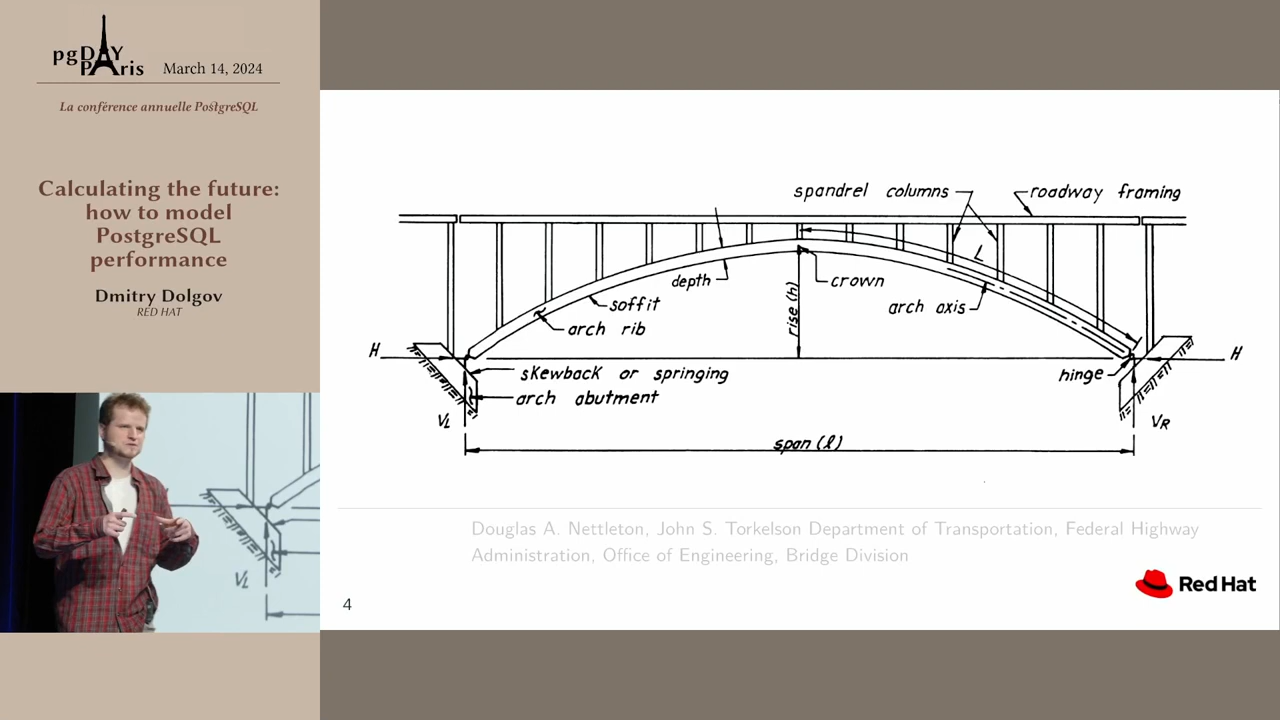 pgDAY
PAris
March 14, 2024
La conférence annuelle PostgreSQL
Calculating the future:
how to model
PostgreSQL
performance
Dmitry Dolgov
RED HAT
spandrel columns
roadway framing
L
depth
crown
soffit
rise (h)
arch axis
arch rib
H
H
skewback or springing
hinge
arch abutment
VL
VR
span (l)
Douglas A. Nettleton, John S. Torkelson Department of Transportation, Federal Highway
Administration, Office of Engineering, Bridge Division
Red Hat
4
VL